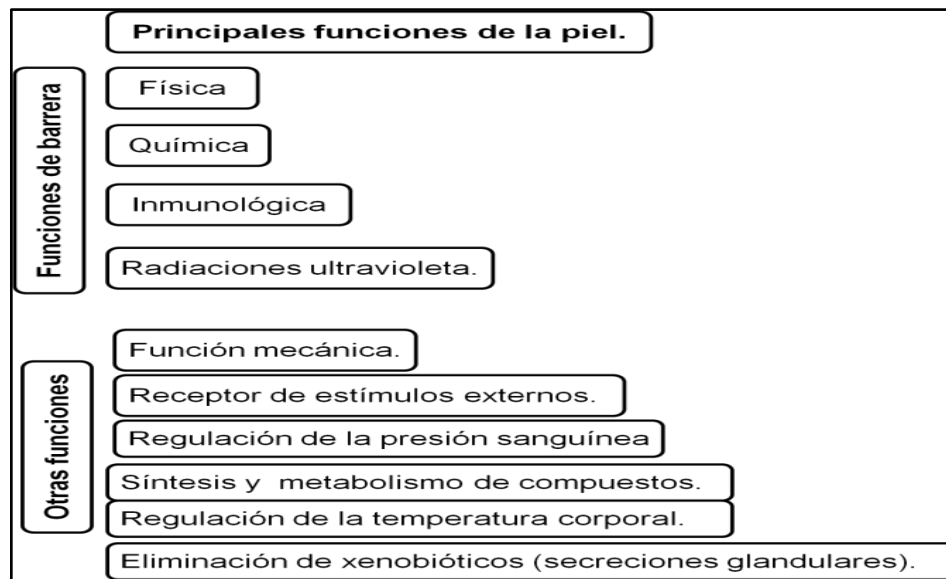 Principales funciones de la piel.
Funciones de barrera
Física
Química
Inmunológica
Radiaciones ultravioleta.
Otras funciones
Función mecánica.
Receptor de estímulos externos.
Regulación de la presión sanguínea
Síntesis y metabolismo de compuestos.
Regulación de la temperatura corporal.
Eliminación de xenobióticos (secreciones glandulares).